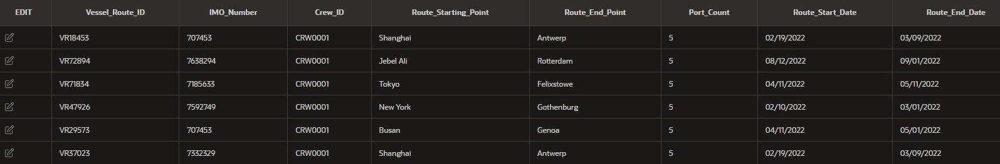 EDIT Vessel_Route_ID IMO_Number Crew_ID Route_Starting_Point Route_End_Point Port_Count Route_Start_Date Route_End_Date
VR18453 707453 CRW0001 Shanghai Antwerp 5 02/19/2022 03/09/2022
VR72894 7638294 CRW0001 Jebel Ali Rotterdam 5 08/12/2022 09/01/2022
VR71834 7185633 CRW0001 Tokyo Felixstowe 5 04/11/2022 05/11/2022
VR47926 7592749 CRW0001 New York Gothenburg 5 02/10/2022 03/01/2022
VR29573 707453 CRW0001 Busan Genoa 5 04/11/2022 05/01/2022
VR37023 7332329 CRW0001 Shanghai Antwerp 5 02/19/2022 03/09/2022